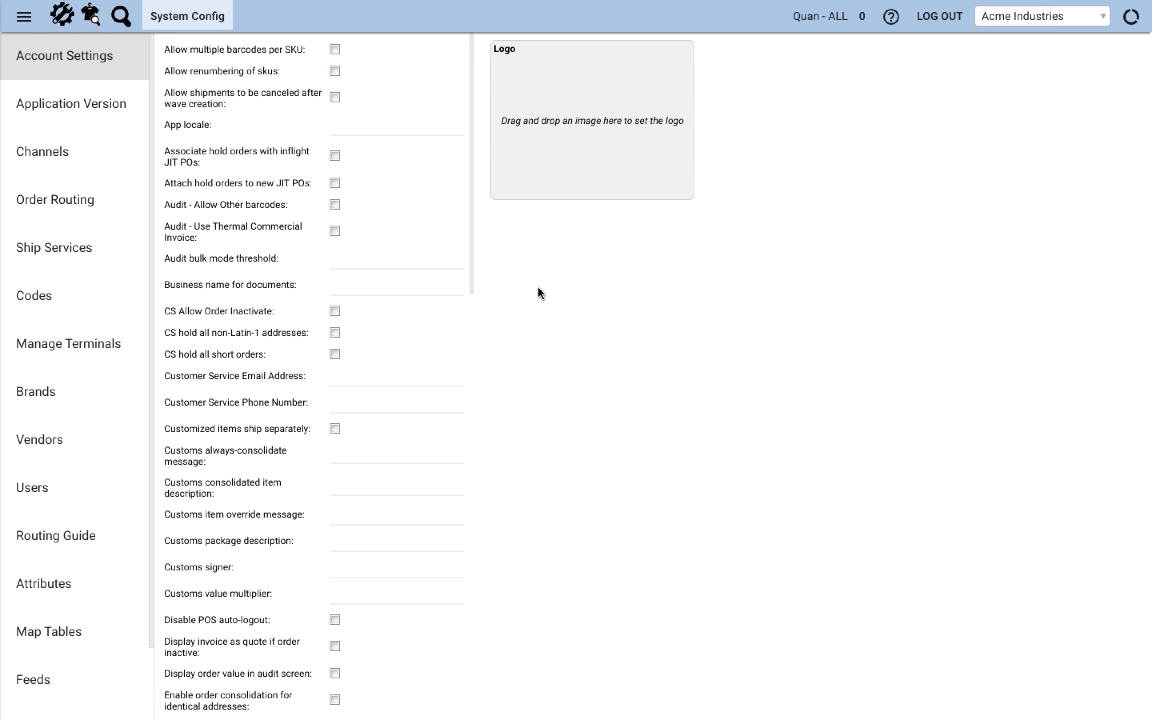 System Config
Quan - ALL 0
LOG OUT
Acme Industries
Account Settings
Application Version
Channels
Order Routing
Ship Services
Codes
Manage Terminals
Brands
Vendors
Users
Routing Guide
Attributes
Map Tables
Feeds
Allow multiple barcodes per SKU:
Allow renumbering of skus:
Allow shipments to be canceled after
wave creation:
App locale:
Associate hold orders with inflight
JIT POs:
Attach hold orders to new JIT POs:
Audit - Allow Other barcodes:
Audit - Use Thermal Commercial
Invoice:
Audit bulk mode threshold:
Business name for documents:
CS Allow Order Inactivate:
CS hold all non-Latin-1 addresses:
CS hold all short orders:
Customer Service Email Address:
Customer Service Phone Number:
Customized items ship separately:
Customs always-consolidate
message:
Customs consolidated item
description:
Customs item override message:
Customs package description:
Customs signer:
Customs value multiplier:
Disable POS auto-logout:
Display invoice as quote if order
inactive:
Display order value in audit screen:
Enable order consolidation for
identical addresses:
Logo
Drag and drop an image here to set the logo